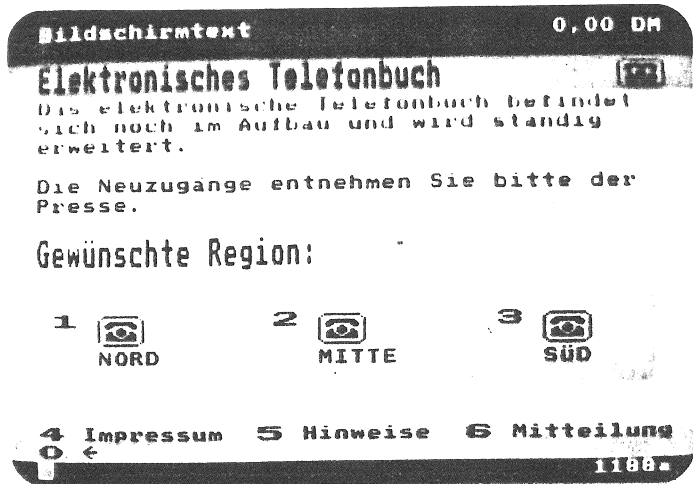 Bildschirmtext 0,00 DM
Elektronisches Telefonbuch
Das elektronische Telefonbuch befindet
sich noch im Aufbau und wird ständig
erweitert.
Die Neuzugänge entnehmen Sie bitte der
Presse.
Gewünschte Region:
1 2 3
NORD MITTE SÜD
4 Impressum 5 Hinweise 6 Mitteilung
0 ←
1188a